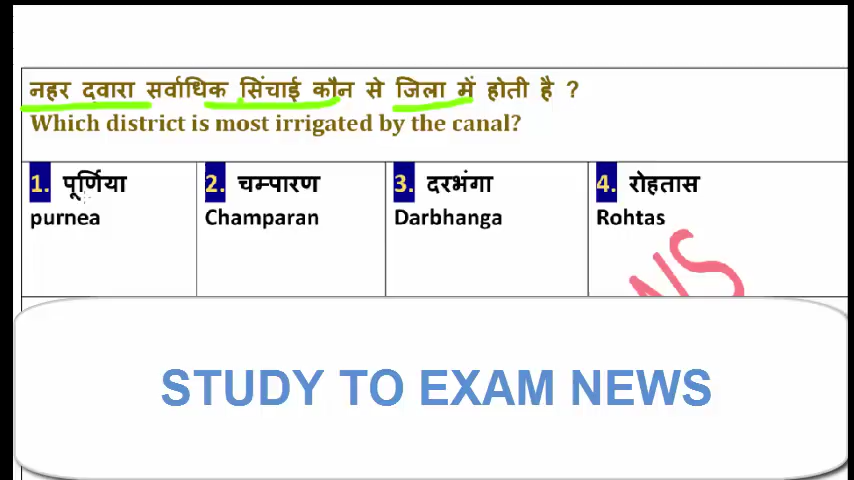 नहर दवारा सर्वाधिक सिंचाई कौन से जिला में होती है ?
Which district is most irrigated by the canal?
1. पूर्णिया
purnea
2. चम्पारण
Champaran
3. दरभंगा
Darbhanga
4. रोहतास
Rohtas
STUDY TO EXAM NEWS